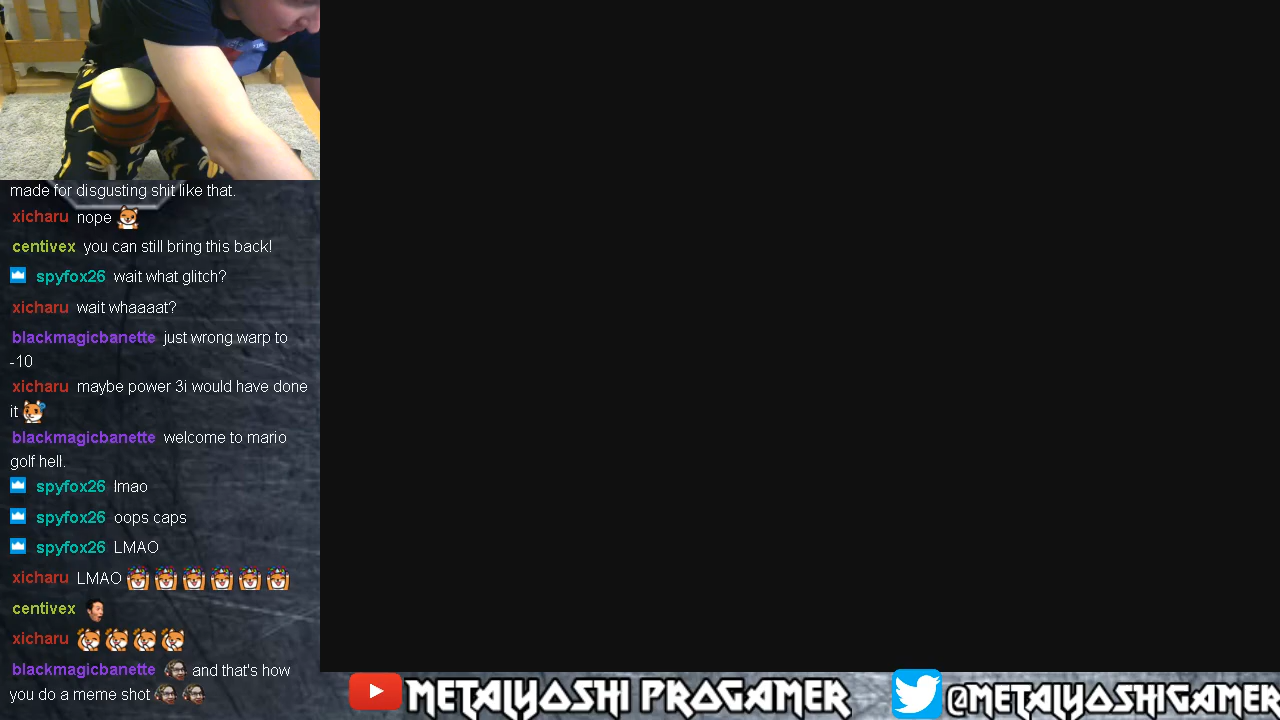 made for disgusting shit like that.
xicharu nope
centivex you can still bring this back!
spyfox26 wait what glitch?
xicharu wait whaaaat?
blackmagicbanette just wrong warp to
-10
xicharu maybe power 3i would have done
it
blackmagicbanette welcome to mario
golf hell.
spyfox26 lmao
spyfox26 oops caps
spyfox26 LMAO
xicharu LMAO
centivex
xicharu
blackmagicbanette and that's how
you do a meme shot
METALYOSHI PROGAMER
@METALYOSHIGAMER